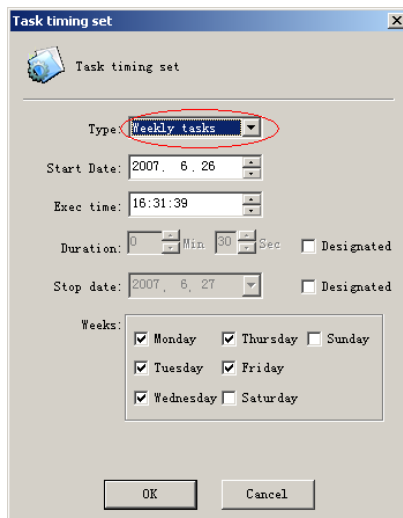 Task timing set
Task timing set
Type: Weekly tasks
Start Date: 2007. 6.26
Exec time: 16:31:39
Duration: 0 Min 30 Sec Designated
Stop date: 2007. 6.27 Designated
Weeks:
Monday Thursday Sunday
Tuesday Friday
Wednesday Saturday
OK Cancel